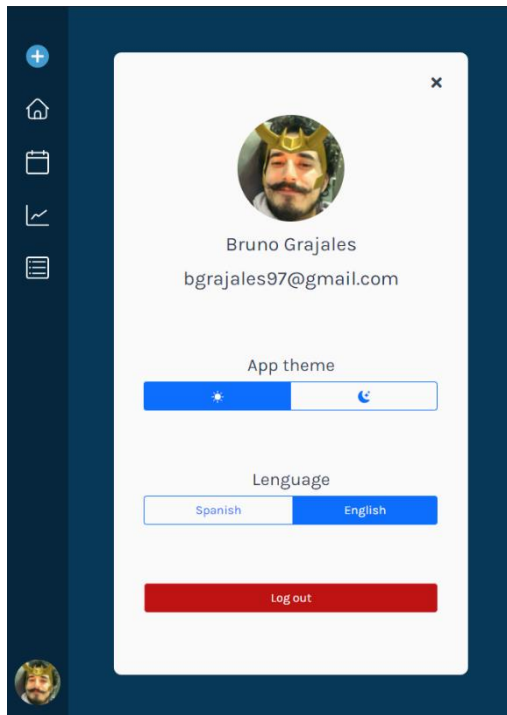 Bruno Grajales
bgrajales97@gmail.com
App theme
Lenguage
Spanish English
Log out